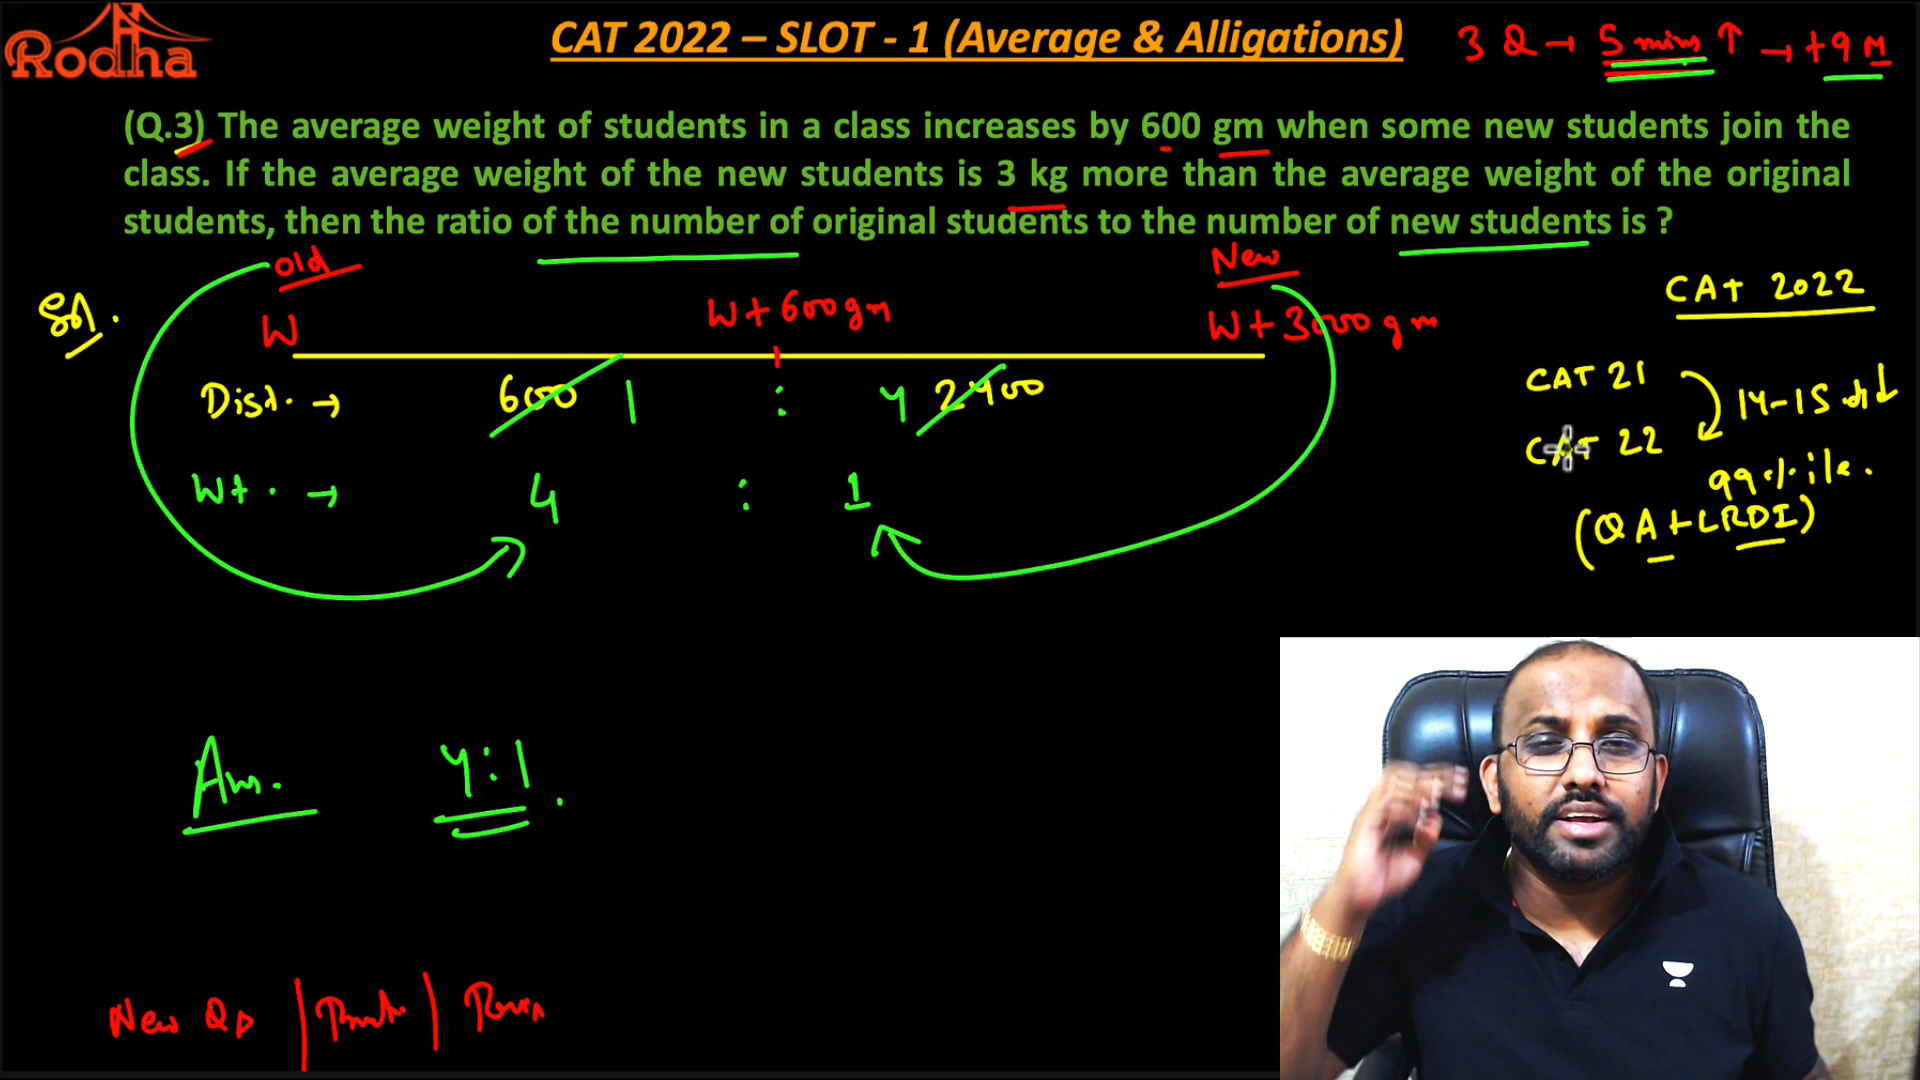 Rodha
CAT 2022 – SLOT - 1 (Average & Alligations)
3 Q → 5 mins ↑ → +9 M
(Q.3) The average weight of students in a class increases by 600 gm when some new students join the
class. If the average weight of the new students is 3 kg more than the average weight of the original
students, then the ratio of the number of original students to the number of new students is ?
old
New
Sol.
W
W + 600 gm
W + 3000 gm
CAT 2022
Dist. → 600 1 : 4 2400
CAT 21
14-15
CAT 22
99 %ile.
Wt. → 4 : 1
(QA + LRDI)
Ans. 4:1.
New Qs | |